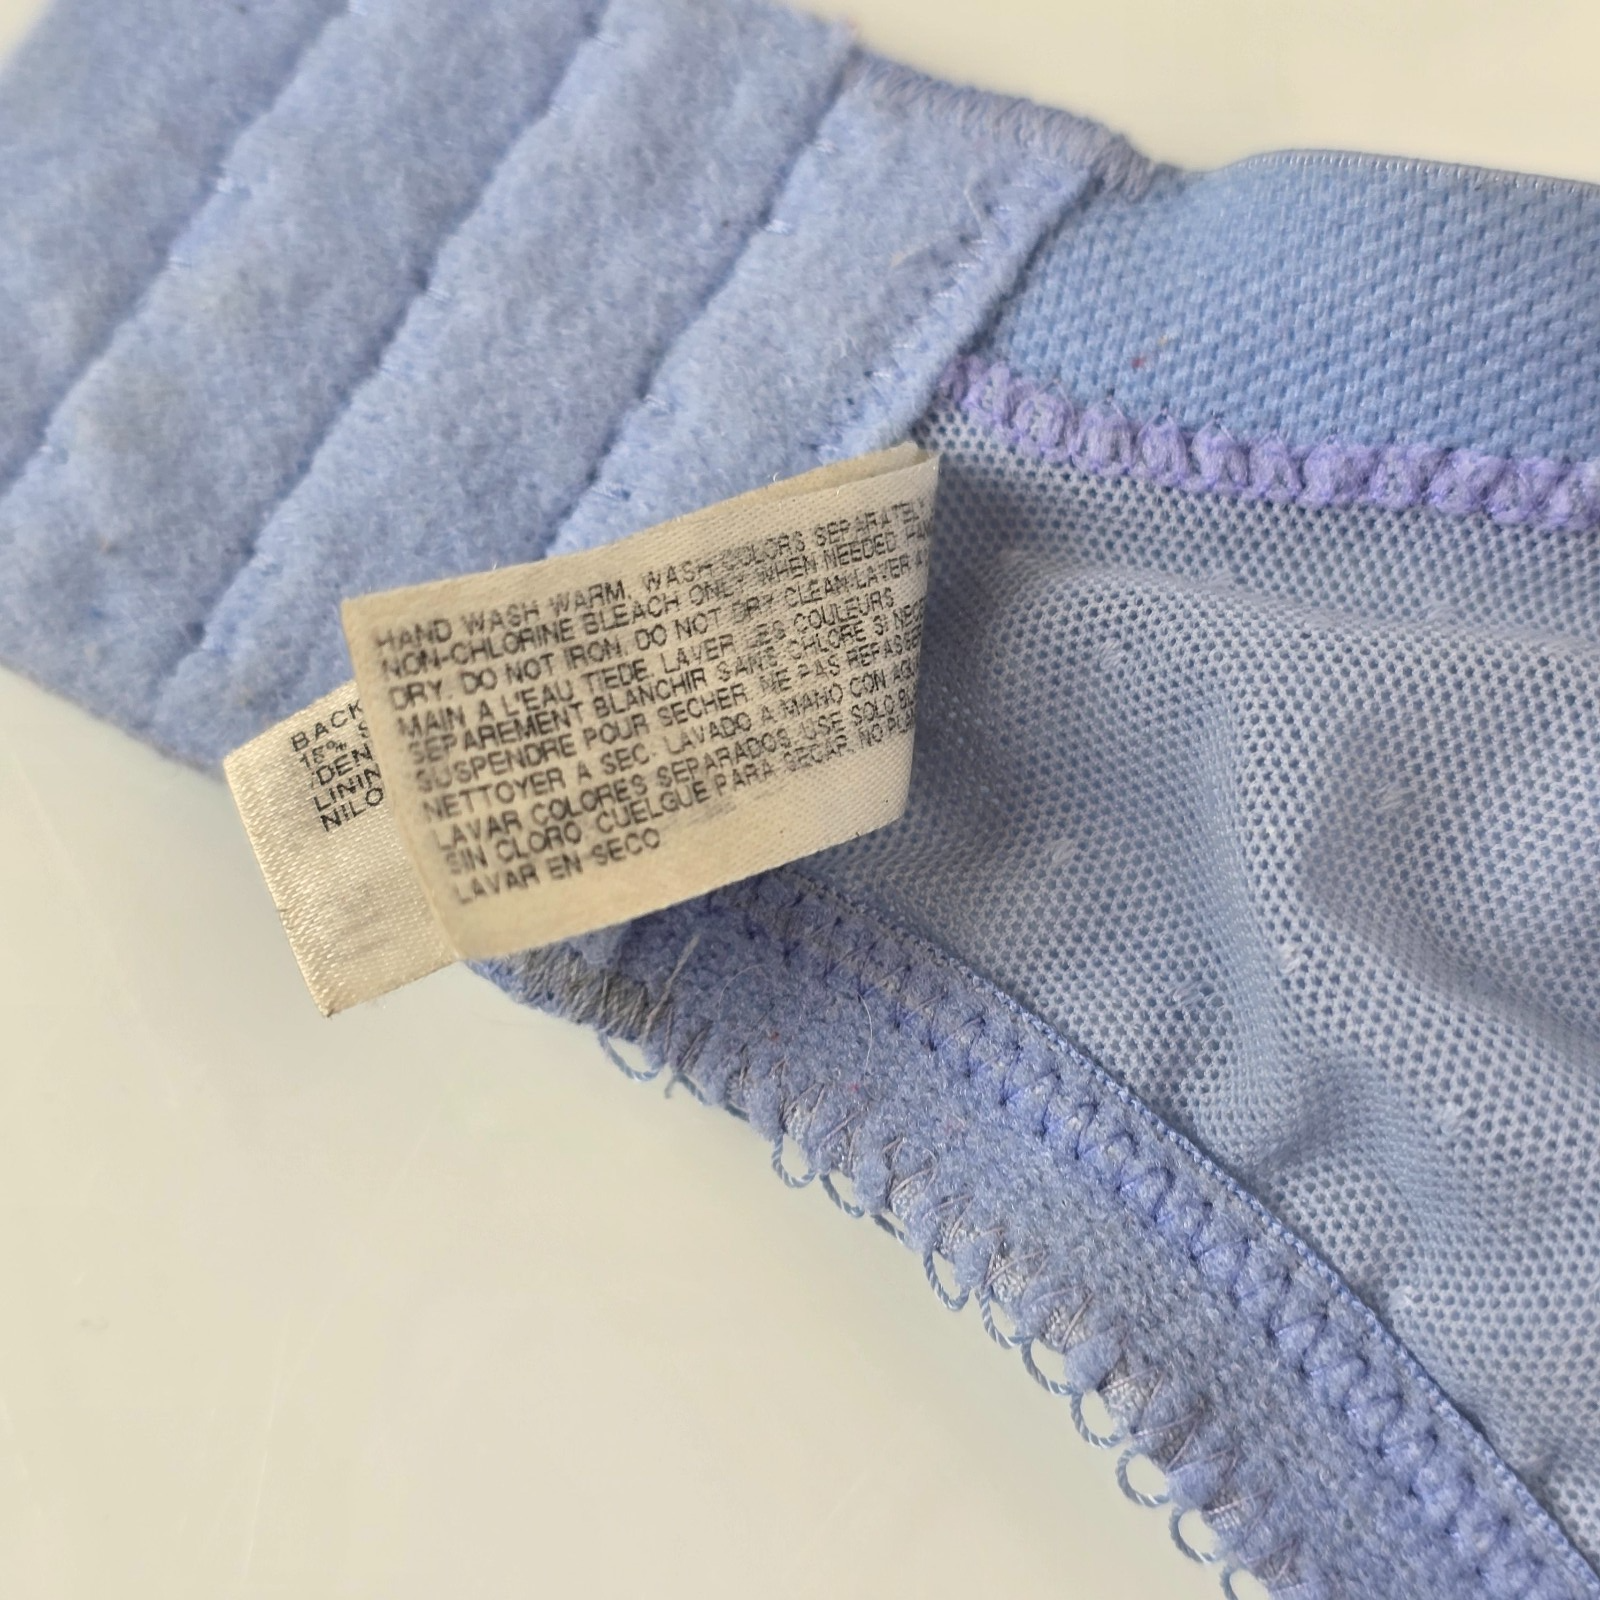 HAND WASH WARM. WASH COLORS SEPARATELY
NON-CHLORINE BLEACH ONLY WHEN NEEDED
DRY. DO NOT IRON. DO NOT DRY CLEAN. LAVER A
MAIN A L'EAU TIEDE. LAVER LES COULEURS
SEPAREMENT BLANCHIR SANS CHLORE SI
SUSPENDRE POUR SECHER NE PAS
NETTOYER A SEC. LAVADO A MANO CON
LAVAR COLORES SEPARADOS. USE SOLO
SIN CLORO CUELGUE PARA SECAR. NO
LAVAR EN SECO
BACK
NILO